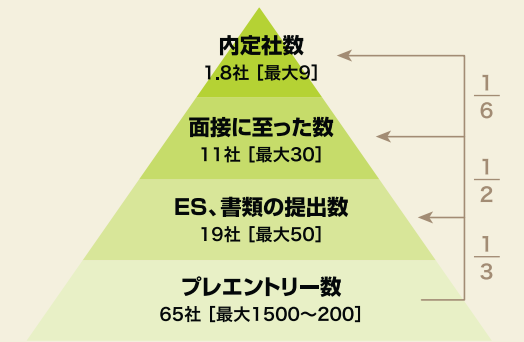 内定社数
1.8社［最大9］
面接に至った数
11社［最大30］
ES、書類の提出数
19社［最大50］
プレエントリー数
65社［最大1500〜200］
1
6
1
2
1
3